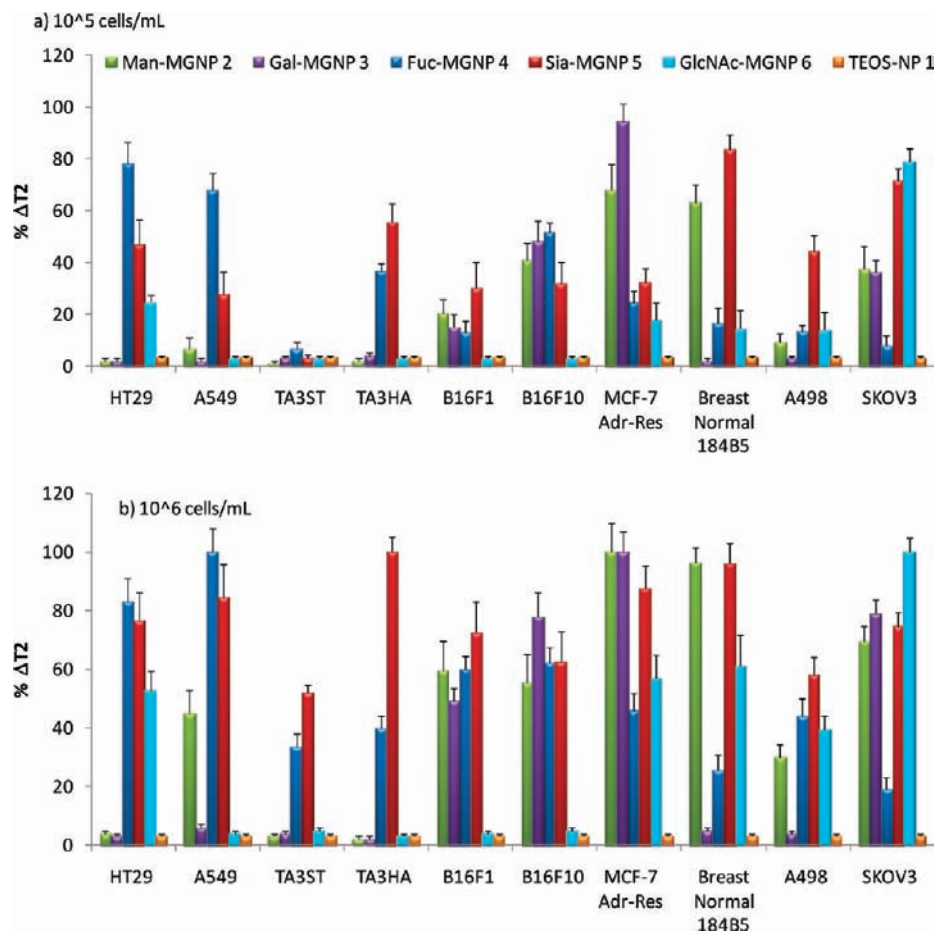 a) 10^5 cells/mL
Man-MGNP 2 Gal-MGNP 3 Fuc-MGNP 4 Sia-MGNP 5 GlcNAc-MGNP 6 TEOS-NP 1
120
100
80
60
40
20
0
% ΔT2
HT29 A549 TA3ST TA3HA B16F1 B16F10 MCF-7 Breast A498 SKOV3
Adr-Res Normal
184B5
b) 10^6 cells/mL
120
100
80
60
40
20
0
% ΔT2
HT29 A549 TA3ST TA3HA B16F1 B16F10 MCF-7 Breast A498 SKOV3
Adr-Res Normal
184B5